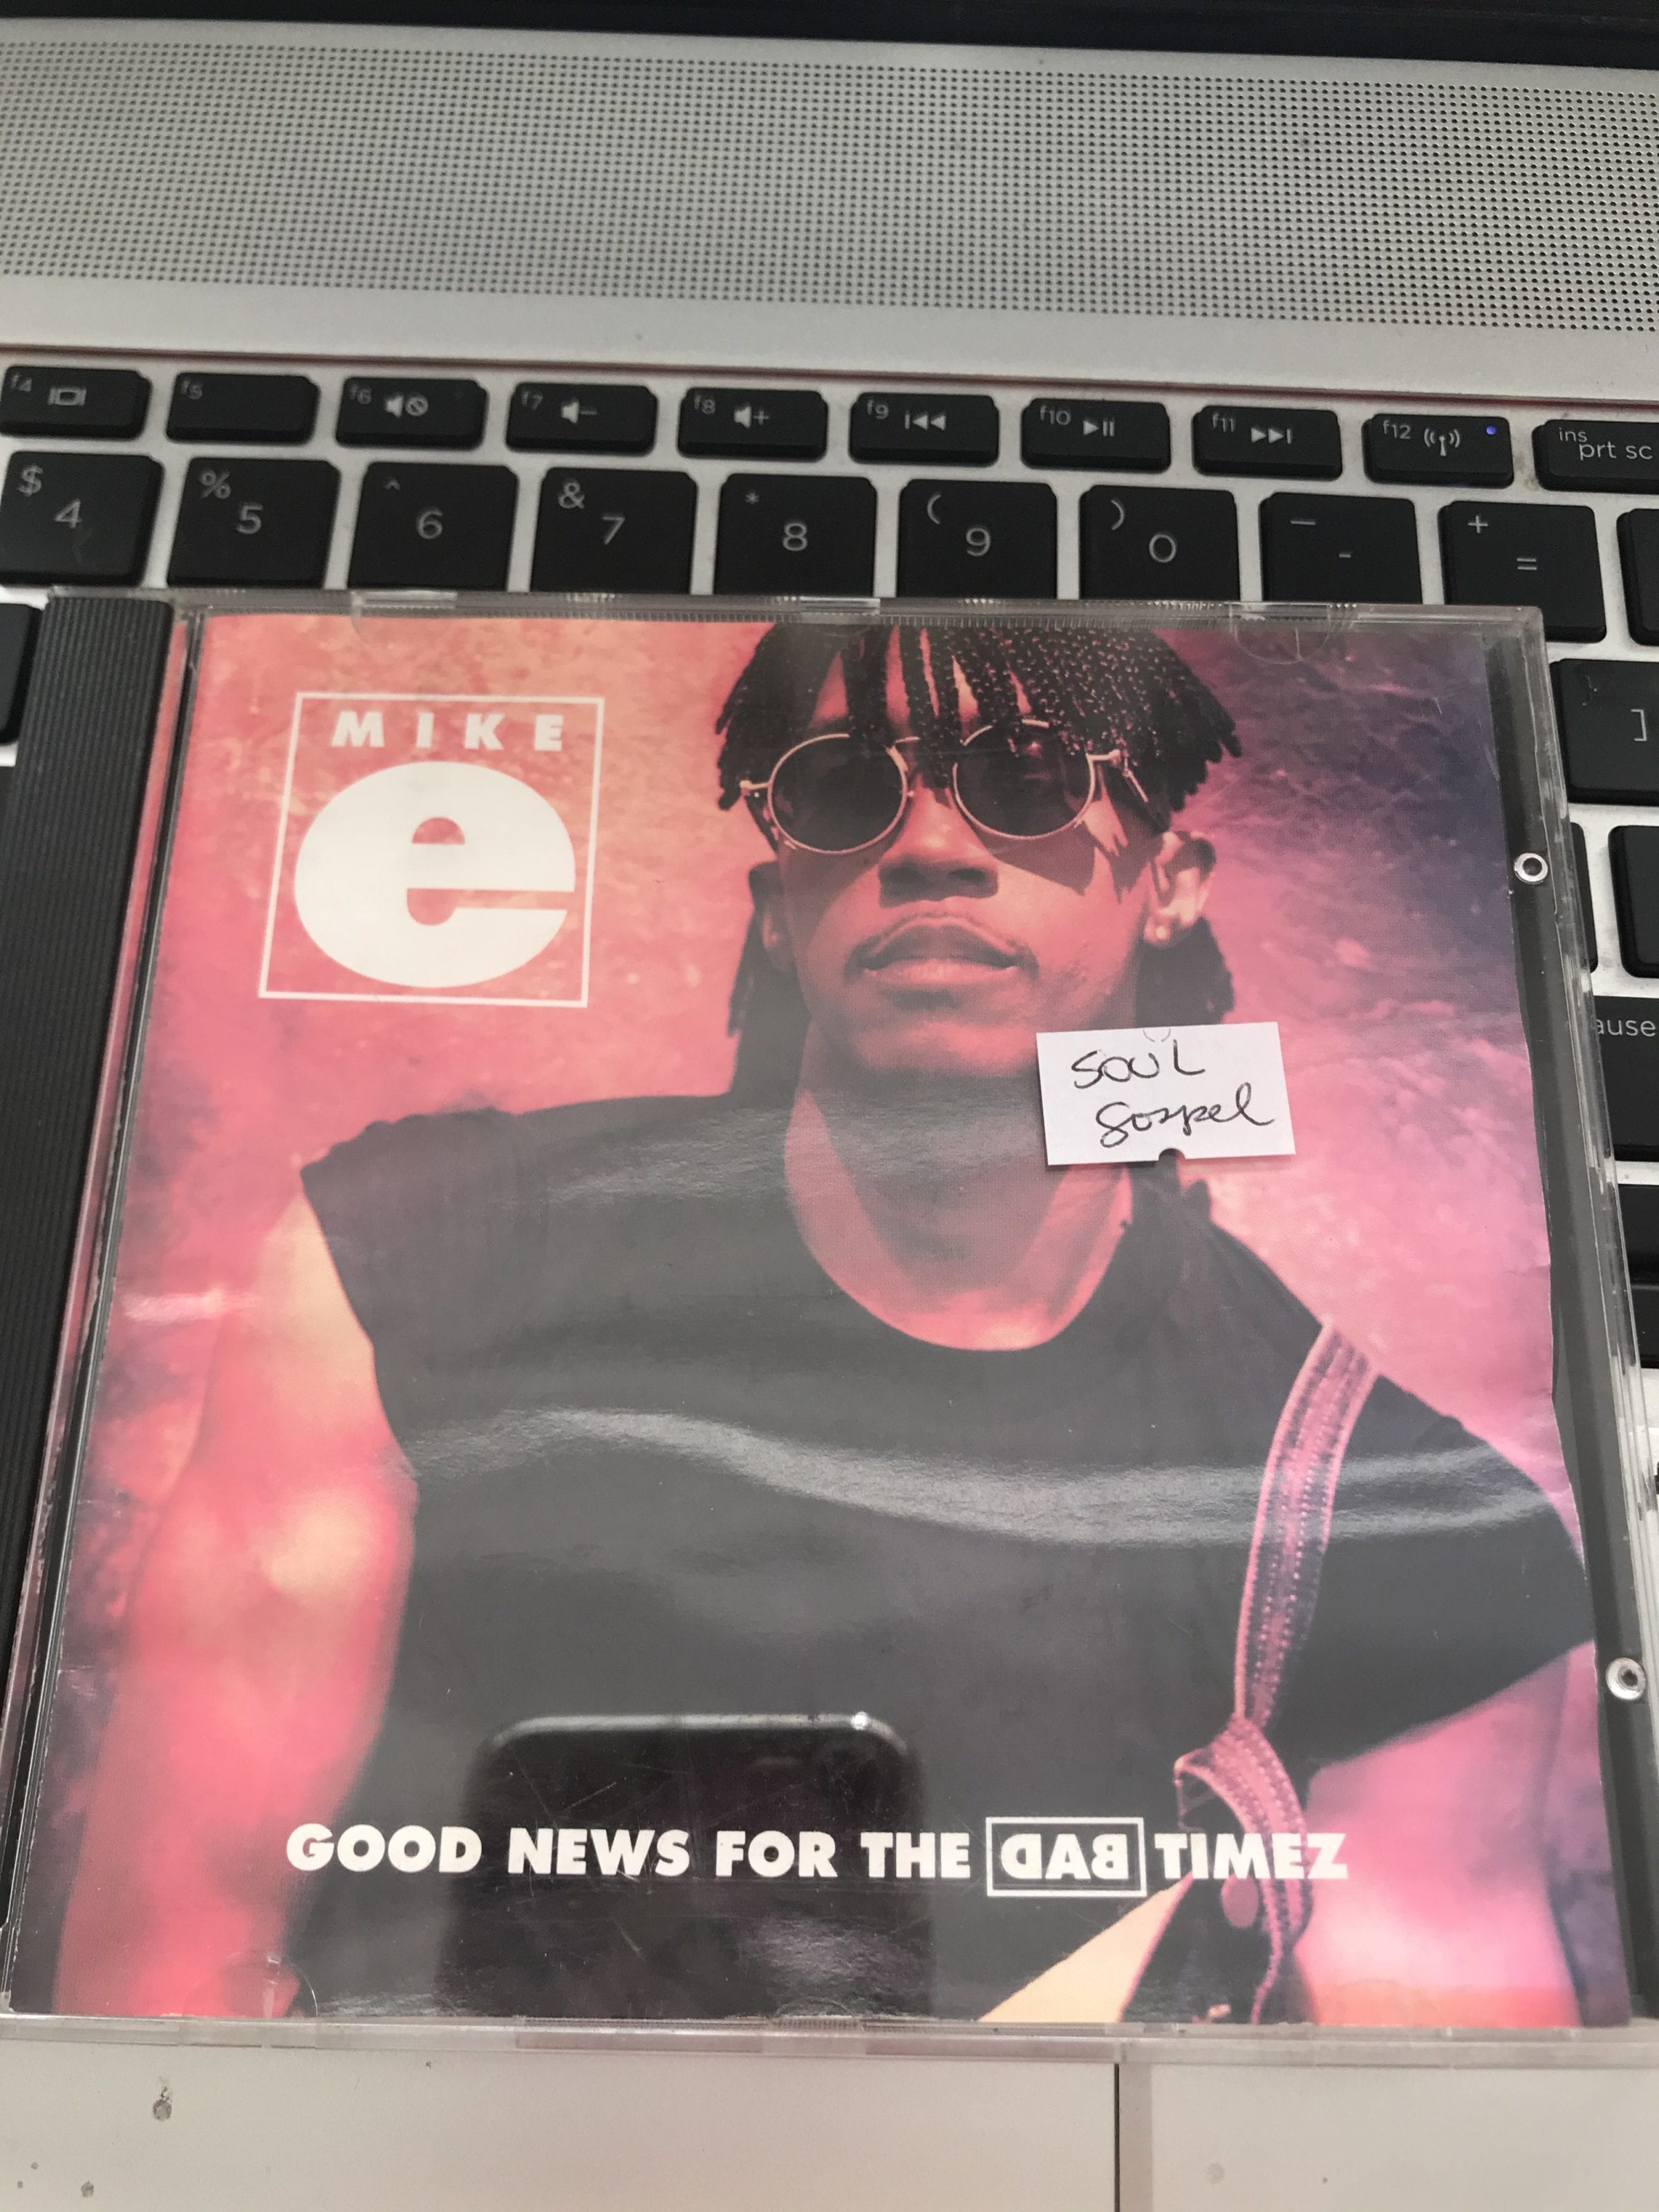 f4 f5 f6 f7 f8 f9 f10 f11 f12 ins
prt sc
$ % ^ & * ( ) — +
4 5 6 7 8 9 0 - =
]
ause
MIKE
e
SOUL
Gospel
GOOD NEWS FOR THE BAD TIMEZ